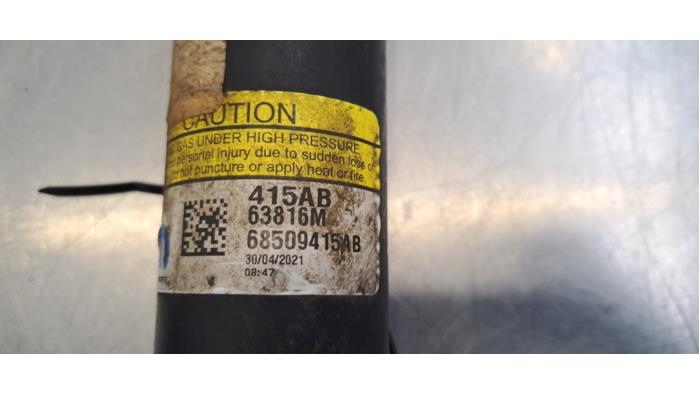 CAUTION
GAS UNDER HIGH PRESSURE
personal injury due to sudden loss of
not puncture or apply heat or fire.
415AB
63816M
68509415AB
30/04/2021
08:47